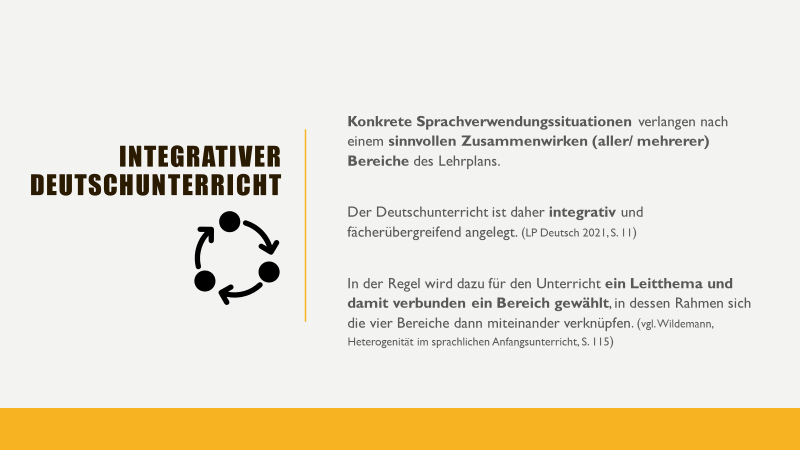 INTEGRATIVER
DEUTSCHUNTERRICHT
Konkrete Sprachverwendungssituationen verlangen nach
einem sinnvollen Zusammenwirken (aller/ mehrerer)
Bereiche des Lehrplans.
Der Deutschunterricht ist daher integrativ und
fächerübergreifend angelegt. (LP Deutsch 2021, S. 11)
In der Regel wird dazu für den Unterricht ein Leitthema und
damit verbunden ein Bereich gewählt, in dessen Rahmen sich
die vier Bereiche dann miteinander verknüpfen. (vgl. Wildemann,
Heterogenität im sprachlichen Anfangsunterricht, S. 115)